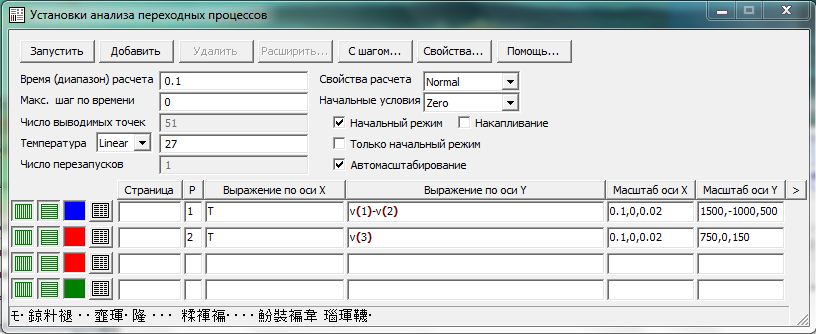 Установки анализа переходных процессов
Запустить Добавить Удалить Расширить... С шагом... Свойства... Помощь...
Время (диапазон) расчета 0.1 Свойства расчета Normal
Макс. шаг по времени 0 Начальные условия Zero
Число выводимых точек 51 Начальный режим Накапливание
Температура Linear 27 Только начальный режим
Число перезапусков 1 Автомасштабирование
Страница P Выражение по оси X Выражение по оси Y Масштаб оси X Масштаб оси Y >
1 T v(1)-v(2) 0.1,0,0.02 1500,-1000,500
2 T v(3) 0.1,0,0.02 750,0,150